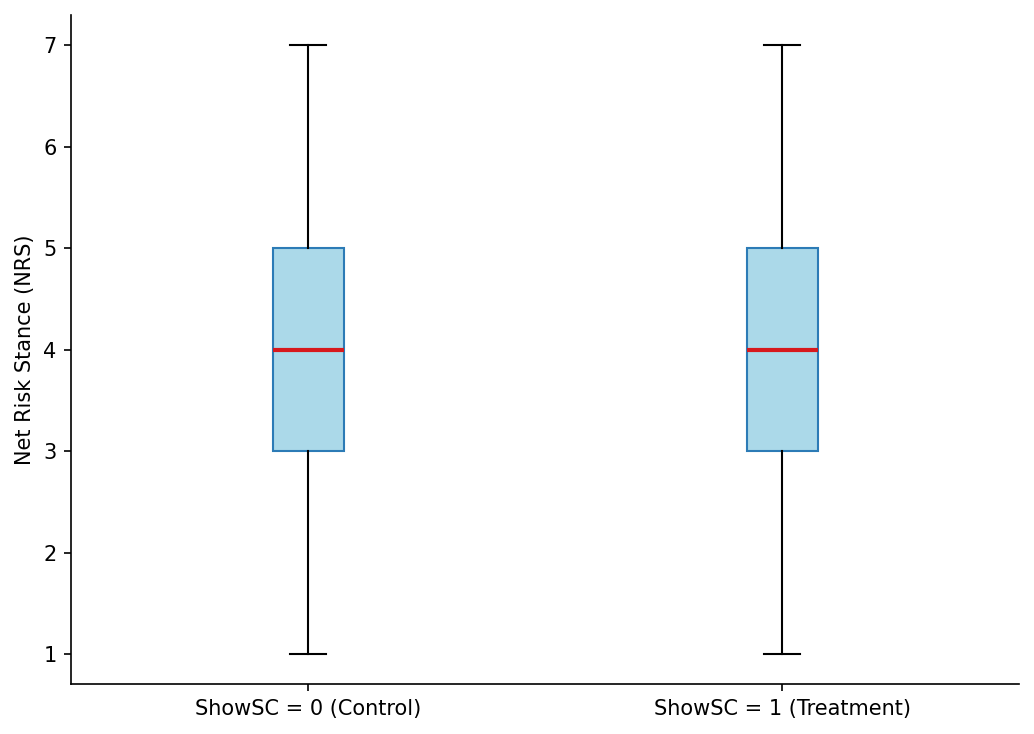 Net Risk Stance (NRS)
7
6
5
4
3
2
1
ShowSC = 0 (Control)
ShowSC = 1 (Treatment)